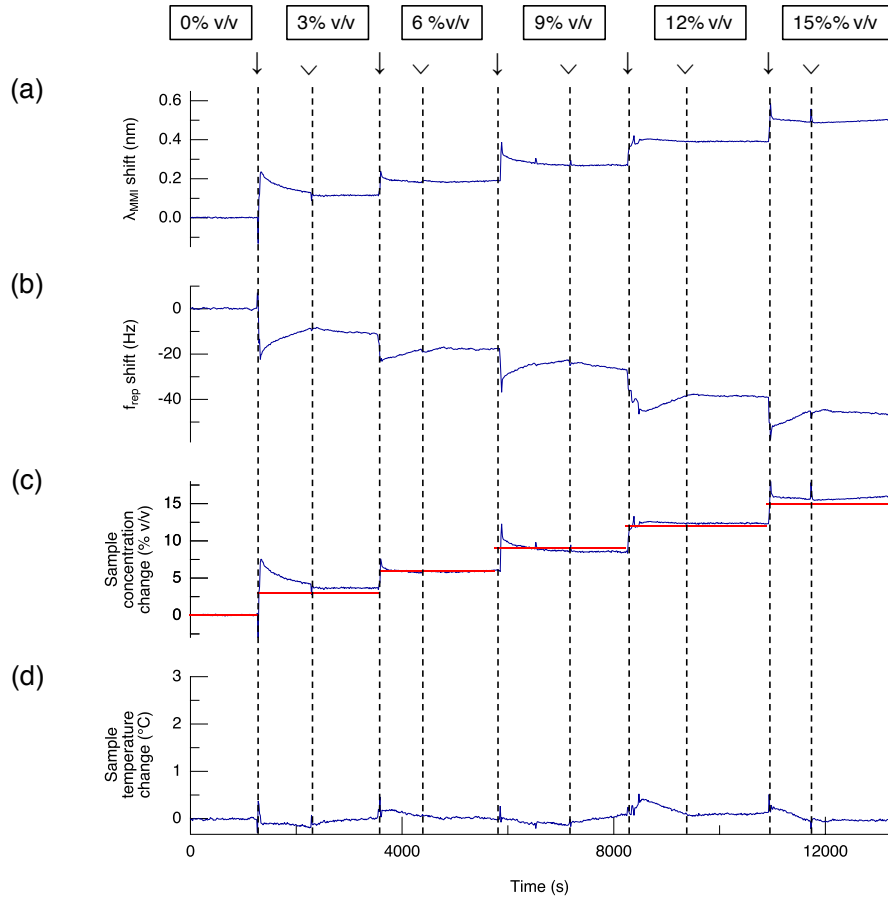 0% v/v 3% v/v 6 %v/v 9% v/v 12% v/v 15%% v/v
(a)
λMMI shift (nm)
0.6
0.4
0.2
0.0
(b)
frep shift (Hz)
0
-20
-40
(c)
Sample
concentration
change (% v/v)
15
10
5
0
(d)
Sample
temperature
change (°C)
3
2
1
0
0 4000 8000 12000
Time (s)